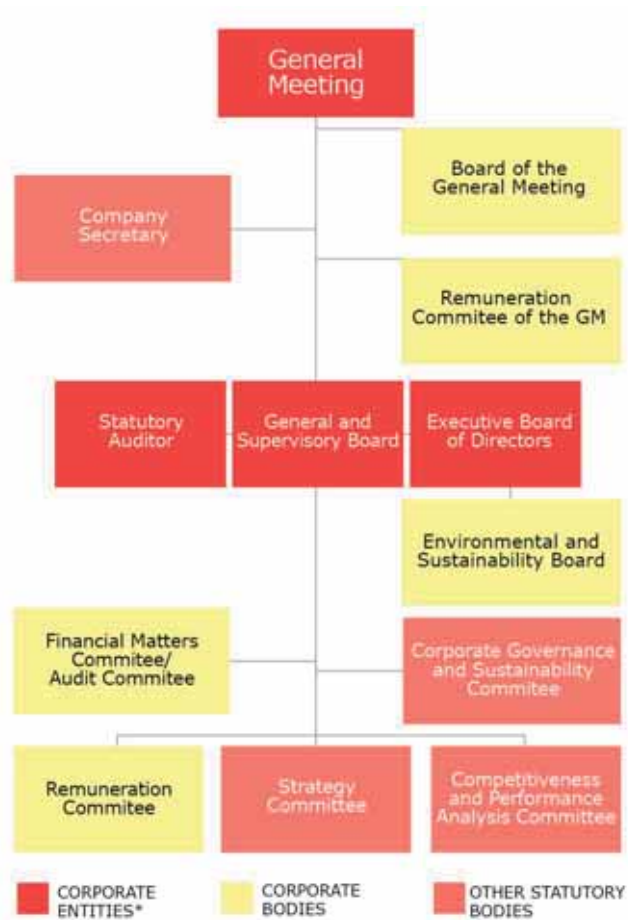 General
Meeting
Board of the
General Meeting
Company
Secretary
Remuneration
Commitee of the GM
Statutory
Auditor
General and
Supervisory Board
Executive Board
of Directors
Environmental and
Sustainability Board
Financial Matters
Commitee/
Audit Commitee
Corporate Governance
and Sustainability
Committee
Remuneration
Commitee
Strategy
Committee
Competitiveness
and Performance
Analysis Committee
CORPORATE
ENTITIES*
CORPORATE
BODIES
OTHER STATUTORY
BODIES